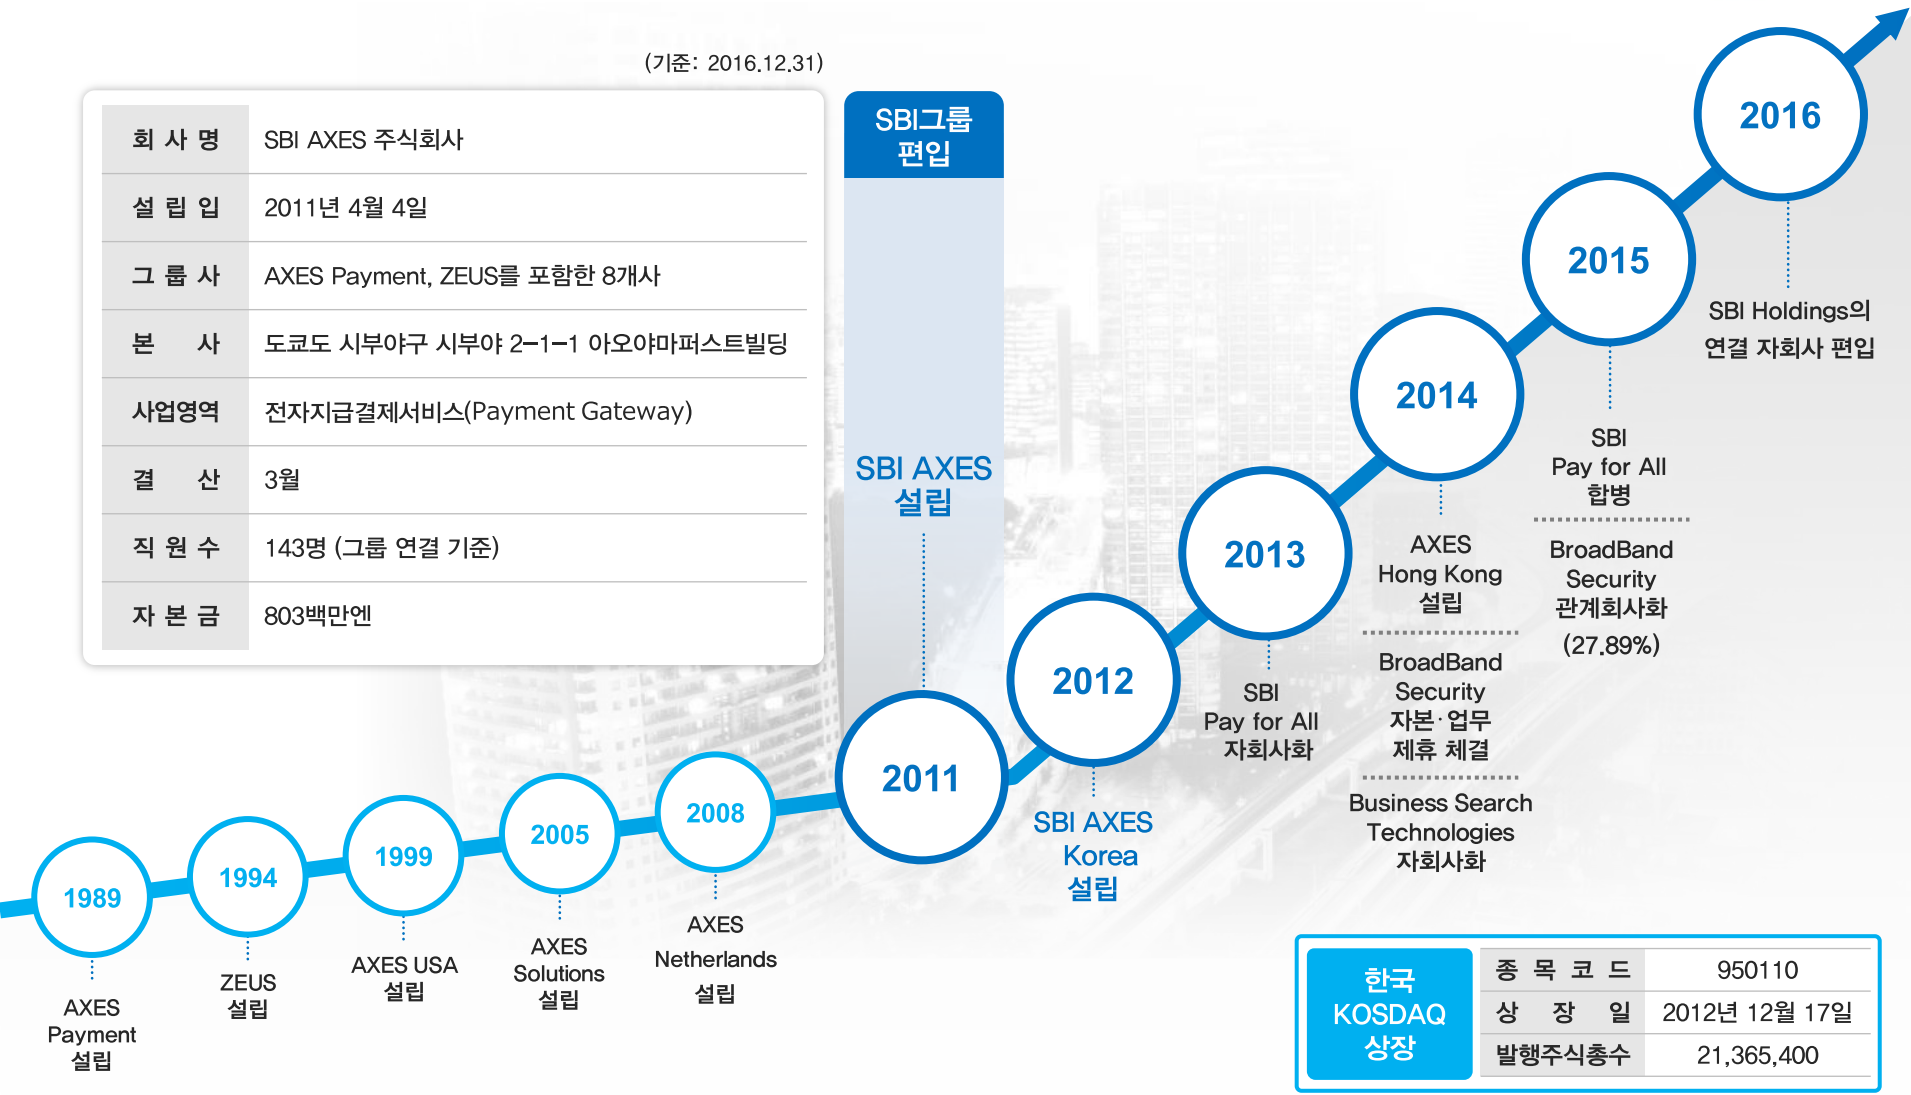 (기준: 2016.12.31)
회사명 SBI AXES 주식회사
설립입 2011년 4월 4일
그룹사 AXES Payment, ZEUS를 포함한 8개사
본사 도쿄도 시부야구 시부야 2-1-1 아오야마퍼스트빌딩
사업영역 전자지급결제서비스(Payment Gateway)
결산 3월
직원수 143명 (그룹 연결 기준)
자본금 803백만엔
SBI그룹
편입
SBI AXES
설립
1989
AXES
Payment
설립
1994
ZEUS
설립
1999
AXES USA
설립
2005
AXES
Solutions
설립
2008
AXES
Netherlands
설립
2011
2012
SBI AXES
Korea
설립
2013
SBI
Pay for All
자회사화
2014
AXES
Hong Kong
설립
BroadBand
Security
자본·업무
제휴 체결
Business Search
Technologies
자회사화
2015
SBI
Pay for All
합병
BroadBand
Security
관계회사화
(27.89%)
2016
SBI Holdings의
연결 자회사 편입
한국
KOSDAQ
상장
종목코드 950110
상장일 2012년 12월 17일
발행주식총수 21,365,400